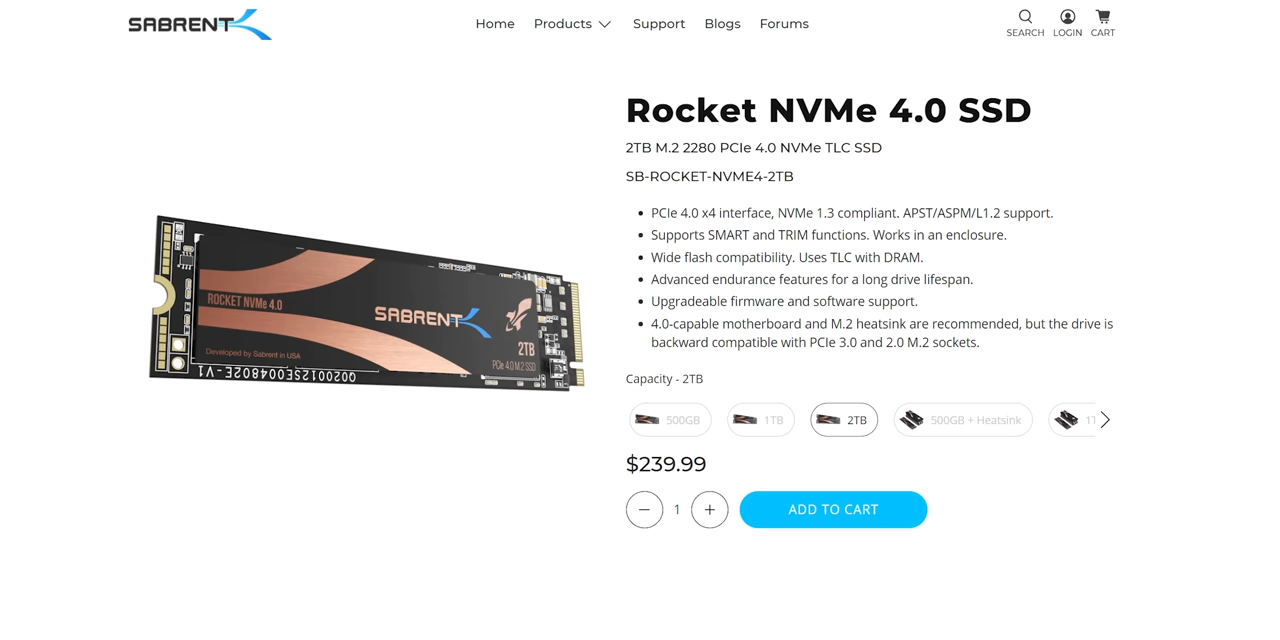 SABRENT
Home Products Support Blogs Forums
SEARCH LOGIN CART
Rocket NVMe 4.0 SSD
2TB M.2 2280 PCIe 4.0 NVMe TLC SSD
SB-ROCKET-NVME4-2TB
PCIe 4.0 x4 interface, NVMe 1.3 compliant. APST/ASPM/L1.2 support.
Supports SMART and TRIM functions. Works in an enclosure.
Wide flash compatibility. Uses TLC with DRAM.
Advanced endurance features for a long drive lifespan.
Upgradeable firmware and software support.
4.0-capable motherboard and M.2 heatsink are recommended, but the drive is
backward compatible with PCIe 3.0 and 2.0 M.2 sockets.
ROCKET NVMe 4.0
SABRENT
2TB
PCIe 4.0 M.2 SSD
Developed by Sabrent in USA
Q020012SE004802E-V1
Capacity - 2TB
500GB 1TB 2TB 500GB + Heatsink
$239.99
1
ADD TO CART